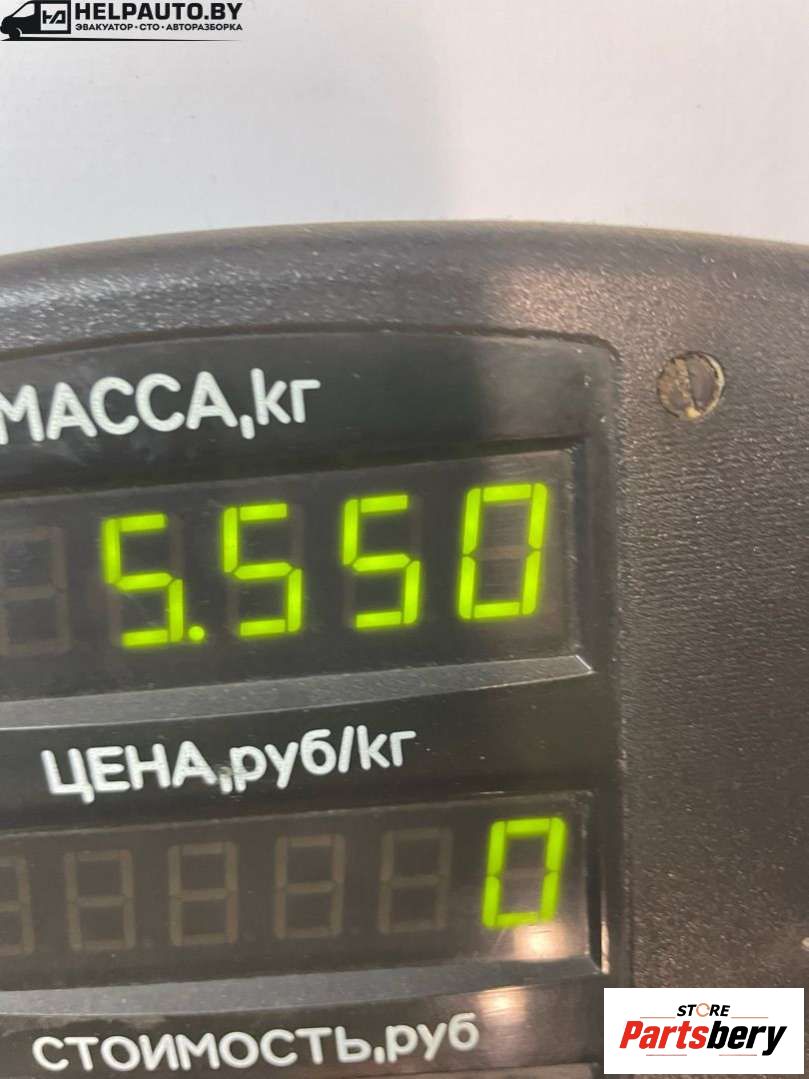 HELPAUTO.BY
ЭВАКУАТОР • СТО • АВТОРАЗБОРКА
МАССА,кг
5.550
ЦЕНА,руб/кг
0
СТОИМОСТЬ,руб
STORE
Partsbery